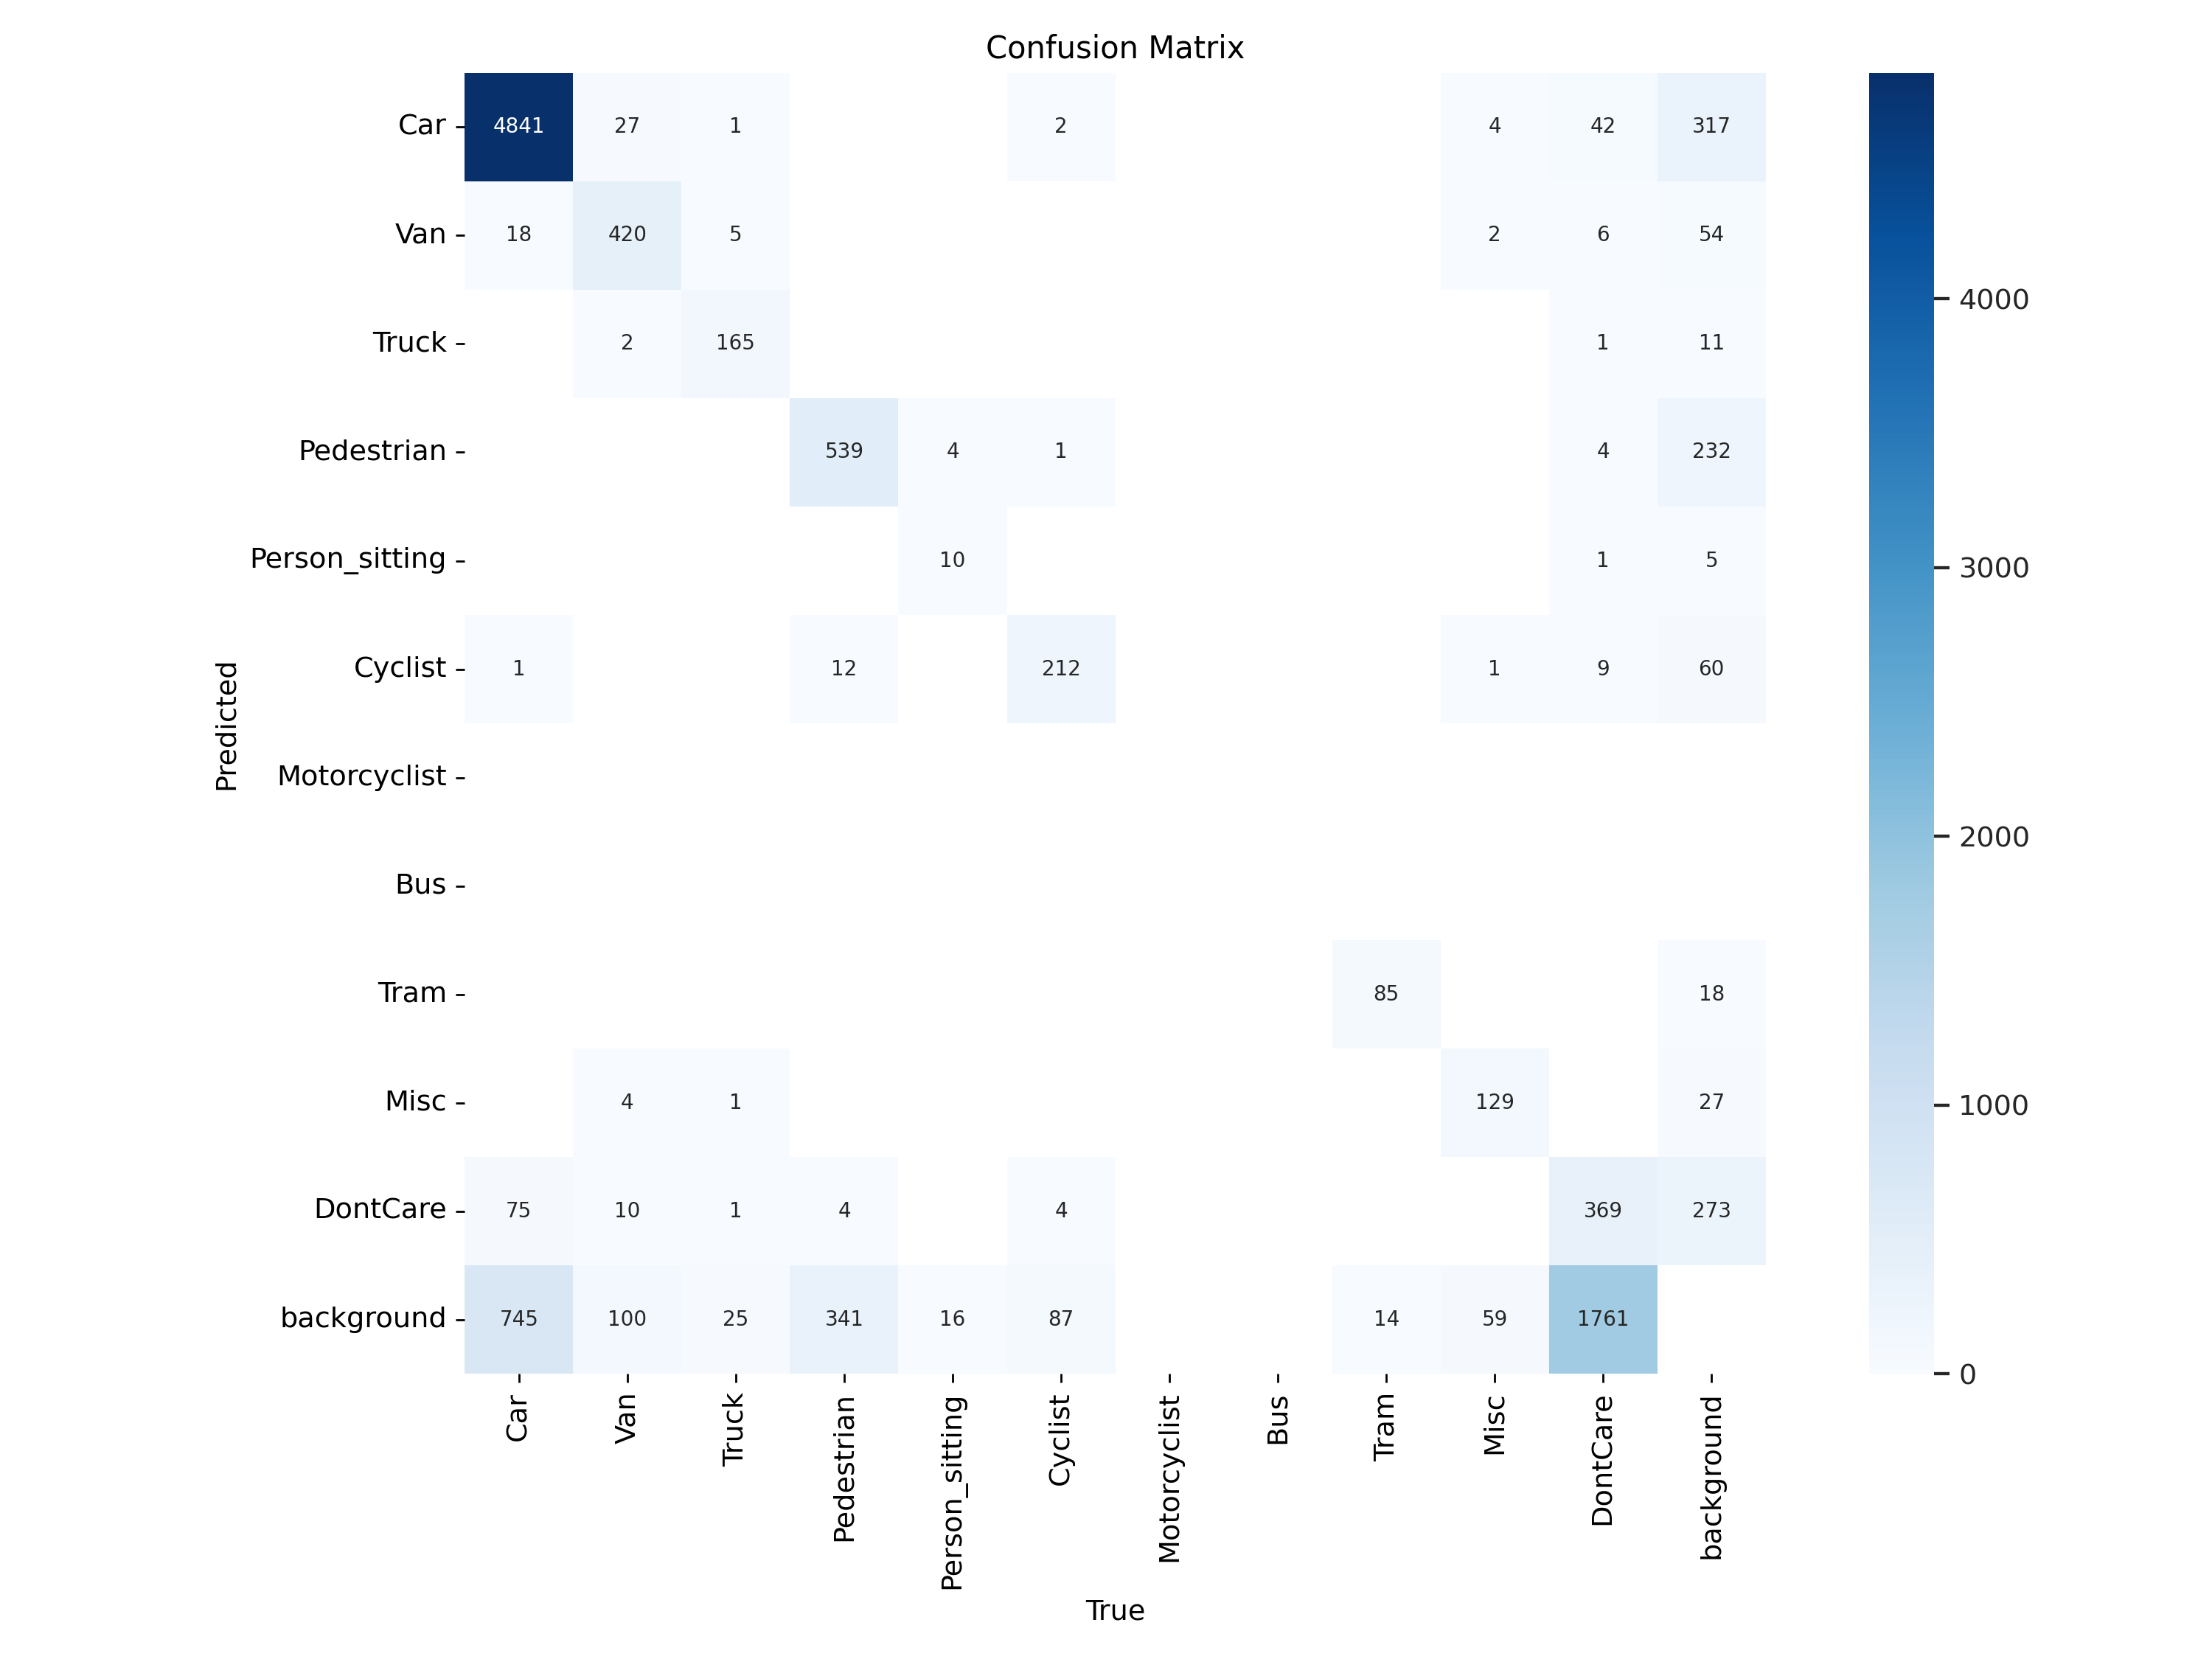 Confusion Matrix
Car 4841 27 1 2 4 42 317
Van 18 420 5 2 6 54
Truck 2 165 1 11
Pedestrian 539 4 1 4 232
Person_sitting 10 1 5
Cyclist 1 12 212 1 9 60
Motorcyclist
Bus
Tram 85 18
Misc 4 1 129 27
DontCare 75 10 1 4 4 369 273
background 745 100 25 341 16 87 14 59 1761
Predicted
Car Van Truck Pedestrian Person_sitting Cyclist Motorcyclist Bus Tram Misc DontCare background
True
4000
3000
2000
1000
0